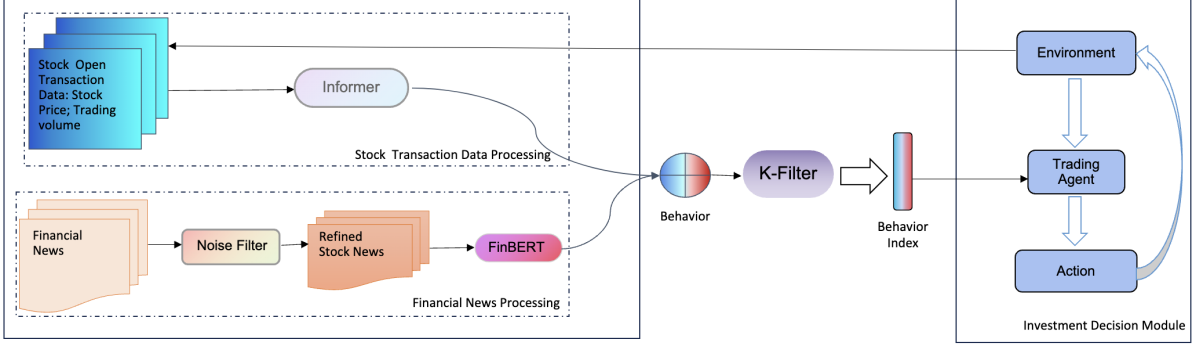 Stock Open
Transaction
Data: Stock
Price; Trading
volume
Informer
Stock Transaction Data Processing
Financial
News
Noise Filter
Refined
Stock News
FinBERT
Financial News Processing
Behavior
K-Filter
Behavior
Index
Environment
Trading
Agent
Action
Investment Decision Module